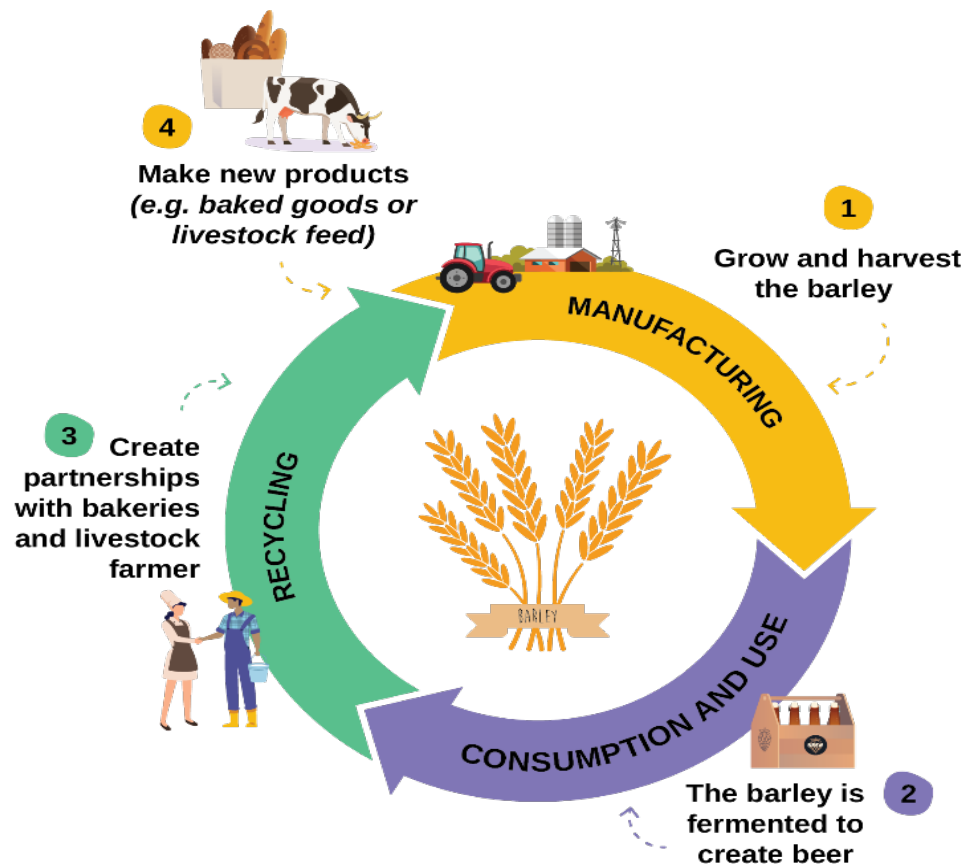 4
Make new products
(e.g. baked goods or
livestock feed)
1
Grow and harvest
the barley
MANUFACTURING
3
Create
partnerships
with bakeries
and livestock
farmer
RECYCLING
BARLEY
CONSUMPTION AND USE
2
The barley is
fermented to
create beer